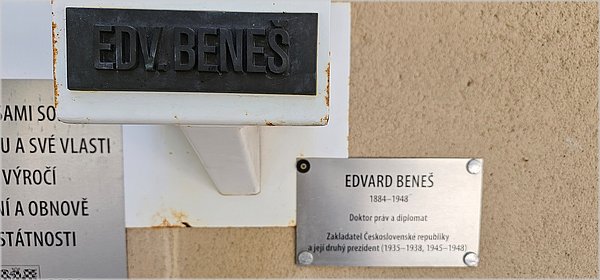 EDV. BENEŠ
SAMI SO
U A SVÉ VLASTI
VÝROČÍ
NÍ A OBNOVĚ
STÁTNOSTI
EDVARD BENEŠ
1884–1948
Doktor práv a diplomat
Zakladatel Československé republiky
a její druhý prezident (1935–1938, 1945–1948)